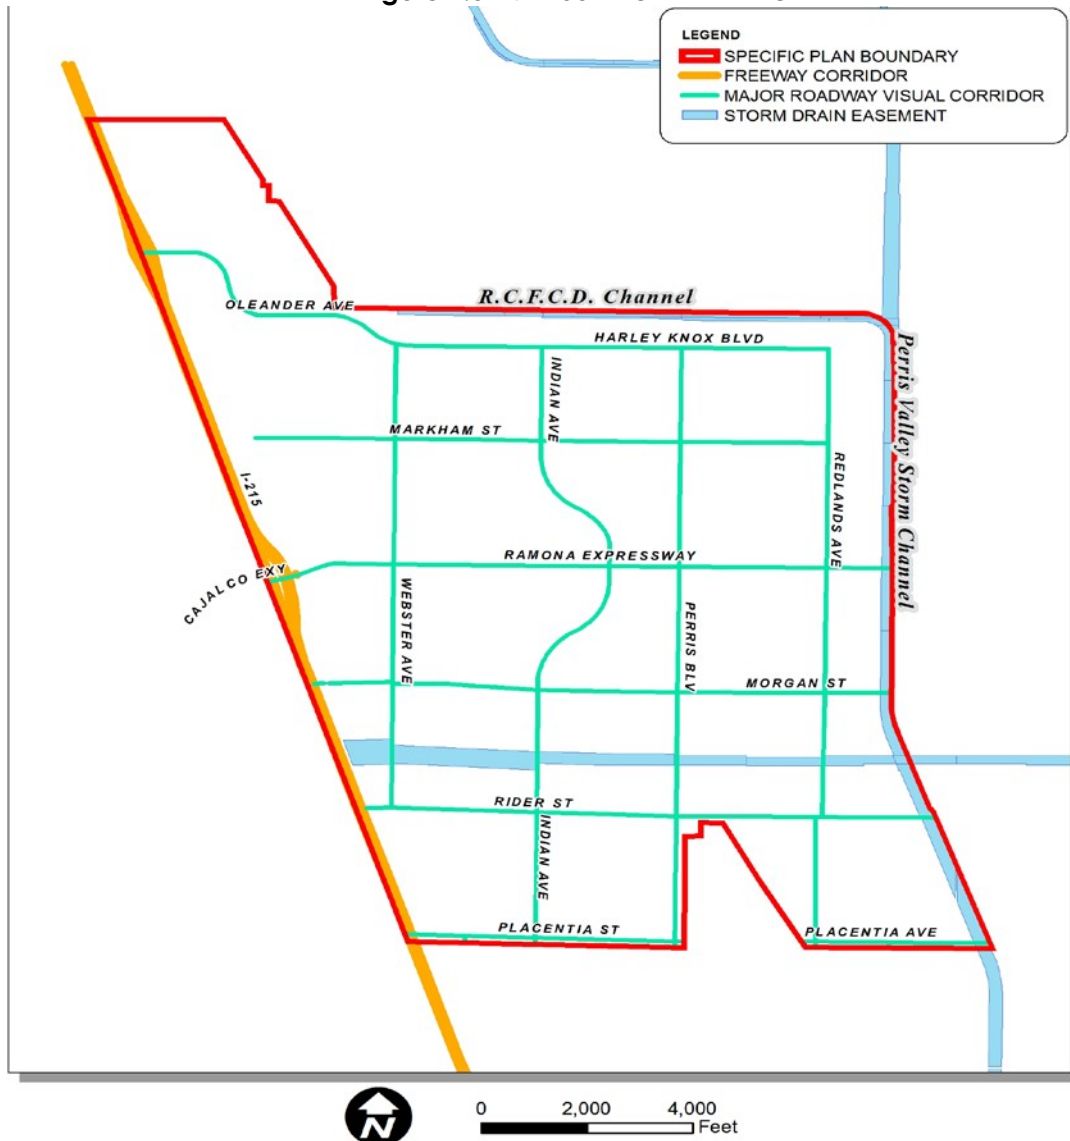 LEGEND
SPECIFIC PLAN BOUNDARY
FREEWAY CORRIDOR
MAJOR ROADWAY VISUAL CORRIDOR
STORM DRAIN EASEMENT
R.C.F.C.D. Channel
OLEANDER AVE
HARLEY KNOX BLVD
Perris Valley Storm Channel
INDIAN AVE
MARKHAM ST
REDLANDS AVE
I-215
RAMONA EXPRESSWAY
CAJALCO EXY
WEBSTER AVE
PERRIS BLV
MORGAN ST
RIDER ST
INDIAN AVE
PLACENTIA ST
PLACENTIA AVE
N
0 2,000 4,000
Feet